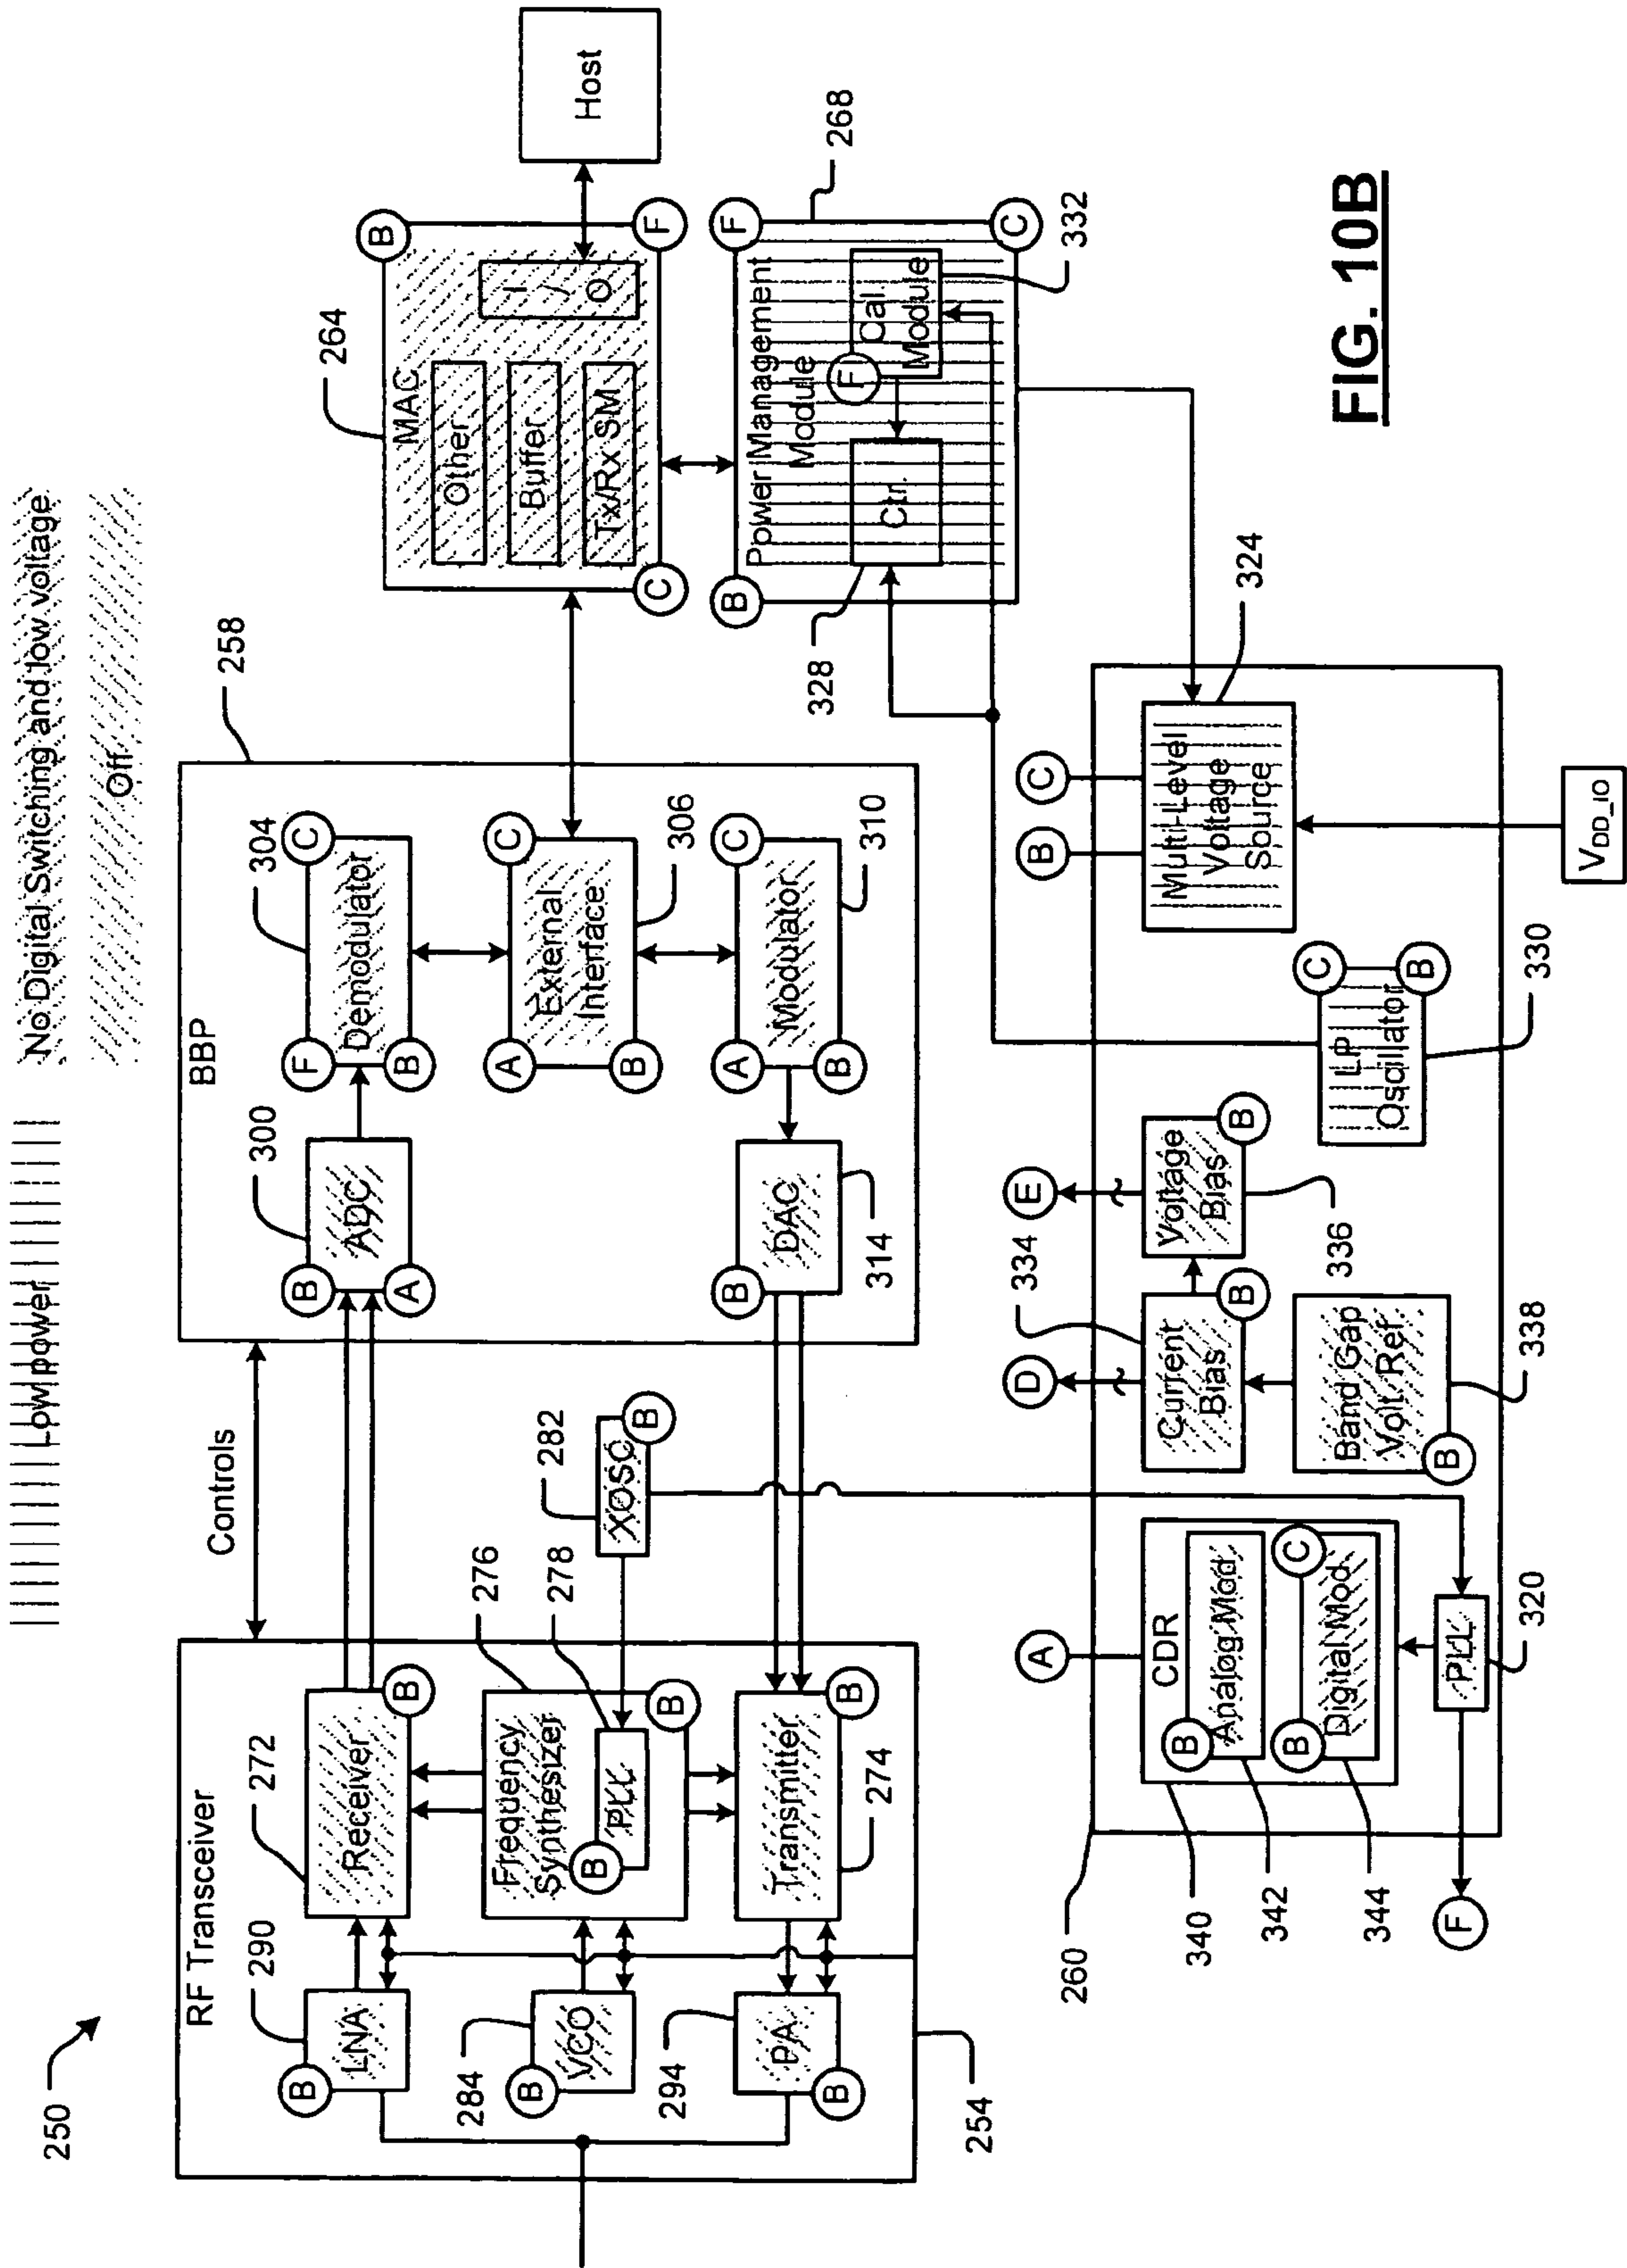 250
Low power
No Digital Switching and low voltage
Off
RF Transceiver
Controls
BBP
258
290
LNA
B
272
Receiver
B
B
ADC
A
300
F
Demodulator
B
C
304
284
VCO
B
Frequency
Synthesizer
B
PLL
B
276
278
282
XOSC
B
A
External
Interface
B
C
306
294
PA
B
Transmitter
B
274
B
DAC
314
A
Modulator
B
C
310
254
264
MAC
Other
Buffer
Tx/Rx SM
I
/
O
B
C
F
Host
B
Power Management
Module
F
Ctr.
F
Cal.
Module
C
268
328
332
260
A
CDR
B
Analog Mod
B
Digital Mod
C
340
342
344
PLL
320
F
D
334
Current
Bias
B
E
Voltage
Bias
B
336
Band Gap
Volt Ref.
B
338
LP
Oscillator
C
B
330
B
C
Multi-Level
Voltage
Source
324
VDD_IO
FIG. 10B